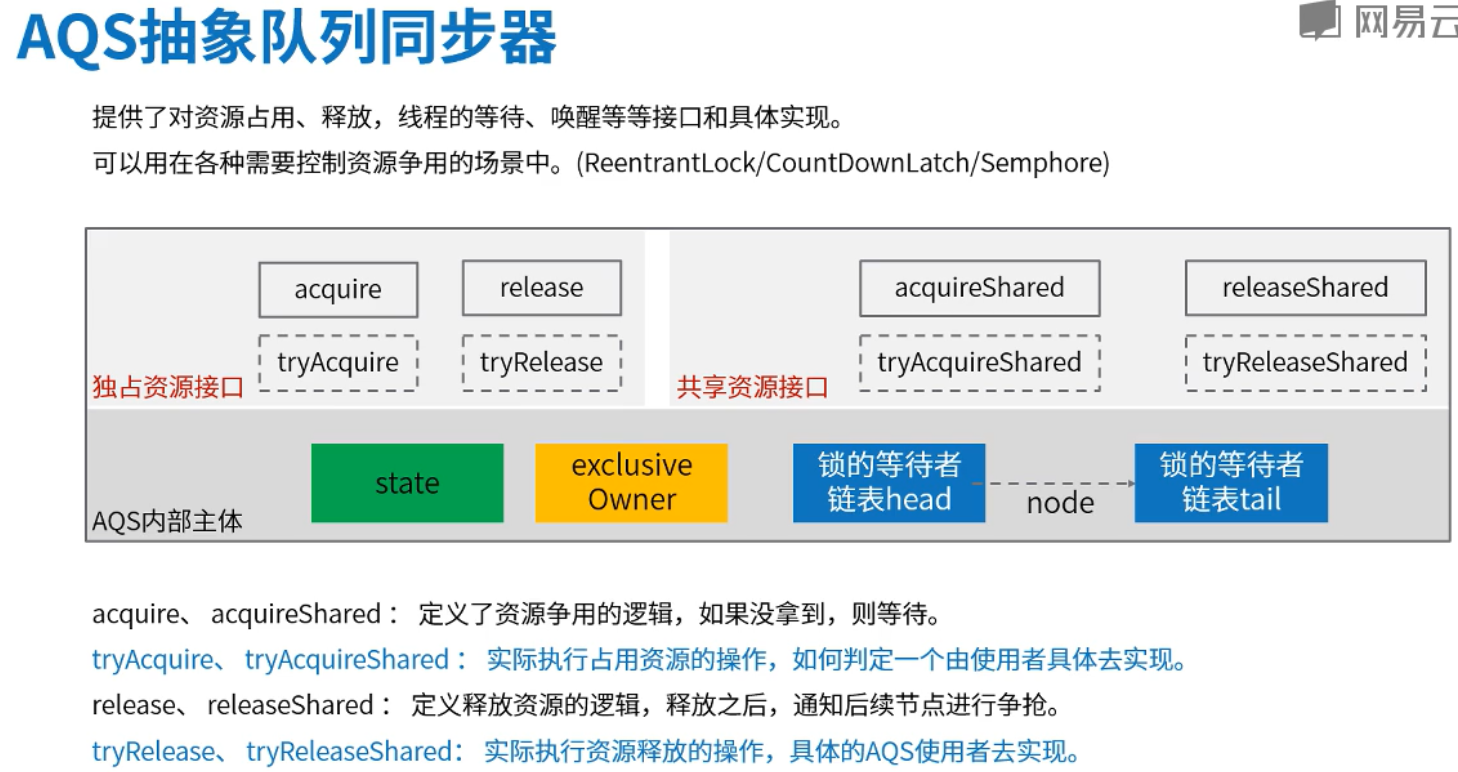 AQS抽象队列同步器
网易云
提供了对资源占用、释放，线程的等待、唤醒等等接口和具体实现。
可以用在各种需要控制资源争用的场景中。(ReentrantLock/CountDownLatch/Semphore)
acquire
release
tryAcquire
tryRelease
独占资源接口
acquireShared
releaseShared
tryAcquireShared
tryReleaseShared
共享资源接口
state
exclusive
Owner
锁的等待者
链表head
node
锁的等待者
链表tail
AQS内部主体
acquire、 acquireShared： 定义了资源争用的逻辑，如果没拿到，则等待。
tryAcquire、 tryAcquireShared： 实际执行占用资源的操作，如何判定一个由使用者具体去实现。
release、 releaseShared： 定义释放资源的逻辑，释放之后，通知后续节点进行争抢。
tryRelease、 tryReleaseShared： 实际执行资源释放的操作，具体的AQS使用者去实现。